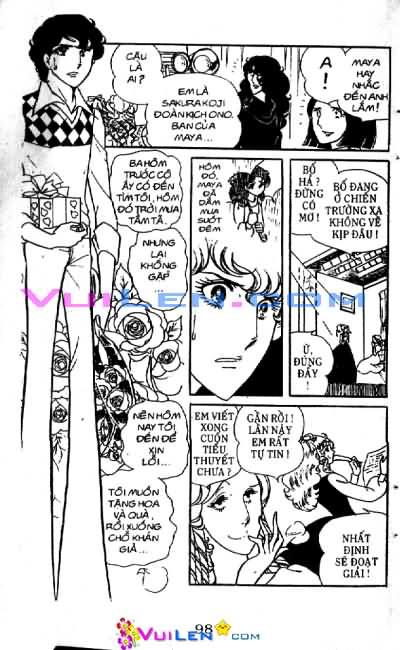 CẬU
LÀ
AI?
EM LÀ
SAKURAKOJI
ĐOÀN KỊCH ONO.
BẠN CỦA
MAYA...
A!
MAYA
HAY
NHẮC
ĐẾN ANH
LẮM!
BA HÔM
TRƯỚC CÔ
ẤY CÓ ĐẾN
TÌM TÔI, HÔM
ĐÓ TRỜI MƯA
TẦM TÃ.
NHƯNG
LẠI
KHÔNG
GẶP
...
NÊN HÔM
NAY TÔI
ĐẾN ĐỂ
XIN
LỖI...
TÔI MUỐN
TẶNG HOA
VÀ QUÀ,
RỒI XUỐNG
CHỖ KHÁN
GIẢ...
HÔM
ĐÓ,
MAYA
ĐÃ
DẦM
MƯA
SUỐT
ĐÊM
BỐ
HẢ?
ĐỪNG
CÓ
MƠ!
BỐ ĐANG
Ở CHIẾN
TRƯỜNG XA
KHÔNG VỀ
KỊP ĐÂU!
Ừ,
ĐÚNG
ĐẤY!
EM VIẾT
XONG
CUỐN
TIỂU
THUYẾT
CHƯA?
GẦN RỒI!
LẦN NÀY
EM RẤT
TỰ TIN!
NHẤT
ĐỊNH
SẼ ĐOẠT
GIẢI!
VUILEN.COM
98
VUILEN
.COM